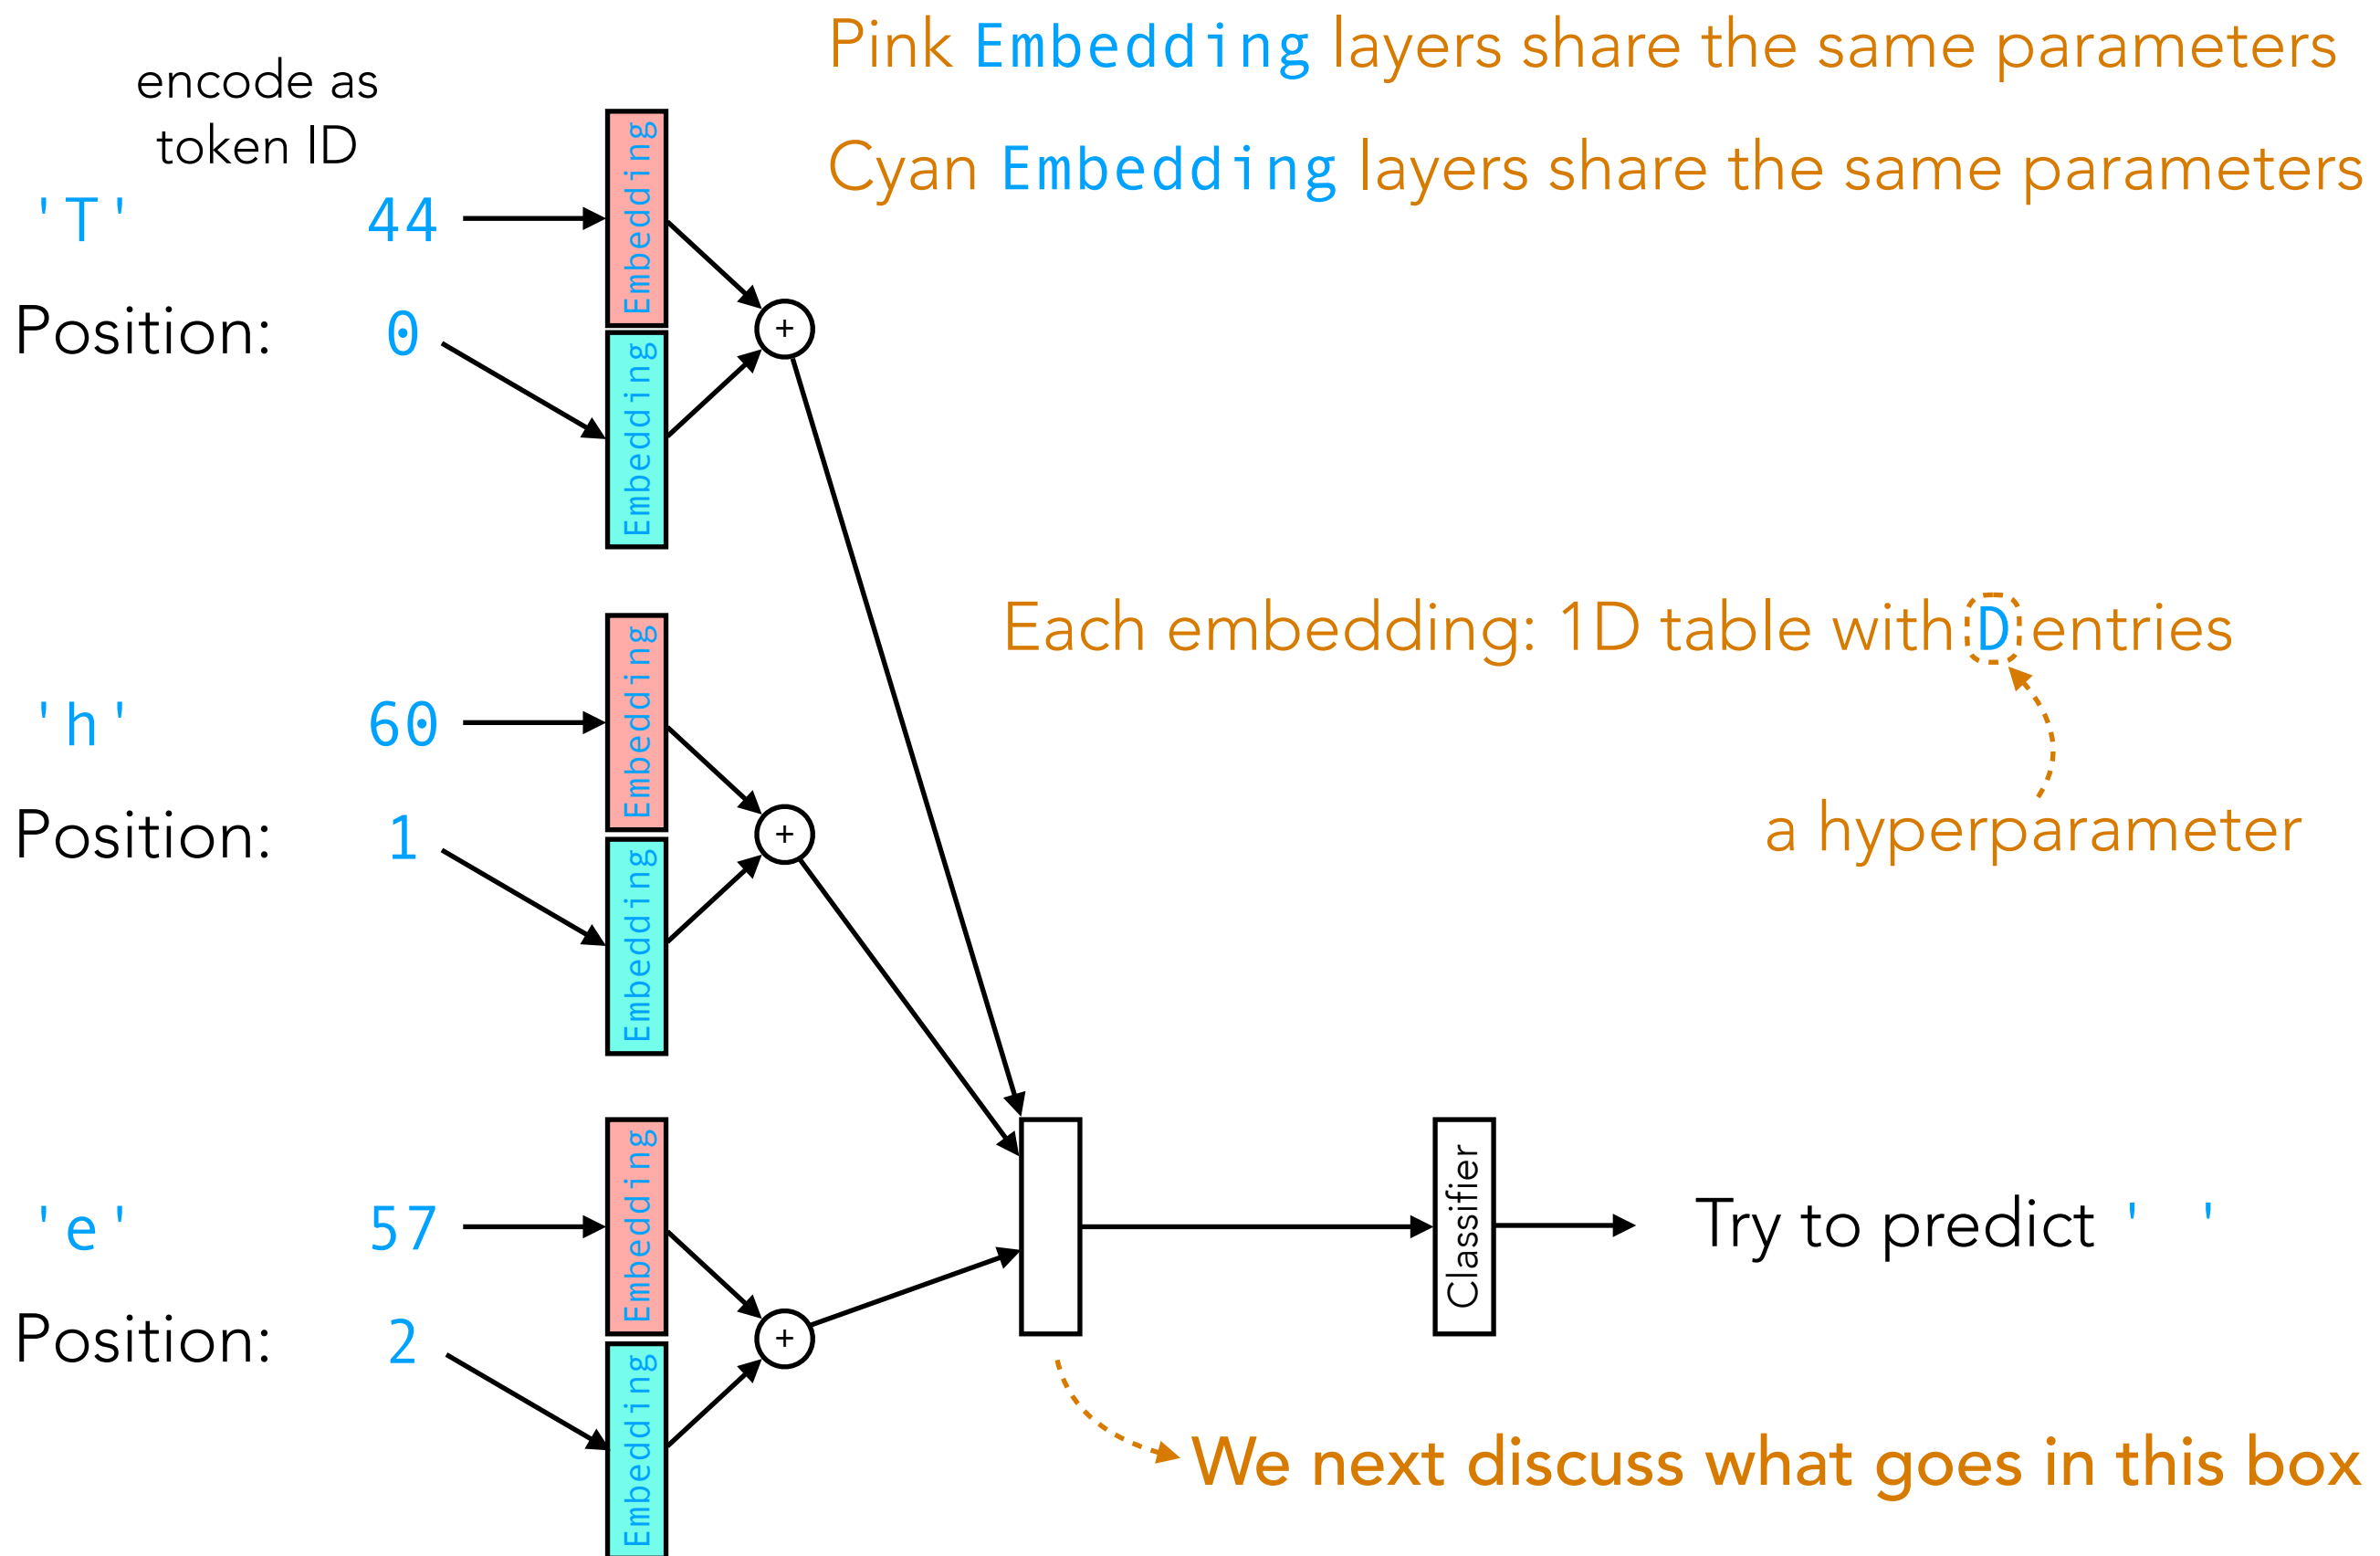 Pink Embedding layers share the same parameters
Cyan Embedding layers share the same parameters
encode as
token ID
'T' 44
Position: 0
Embedding
Embedding
+
Each embedding: 1D table with D entries
a hyperparameter
'h' 60
Position: 1
Embedding
Embedding
+
'e' 57
Position: 2
Embedding
Embedding
+
Classifier
Try to predict ' '
We next discuss what goes in this box